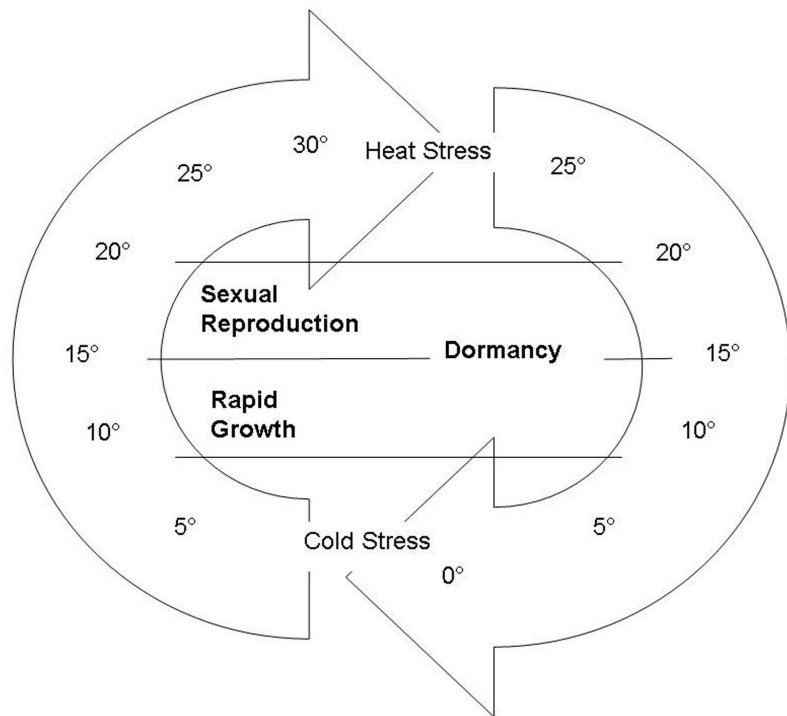 30°
Heat Stress
25°
25°
20°
20°
Sexual
Reproduction
15°
Dormancy
15°
Rapid
Growth
10°
10°
5°
Cold Stress
5°
0°